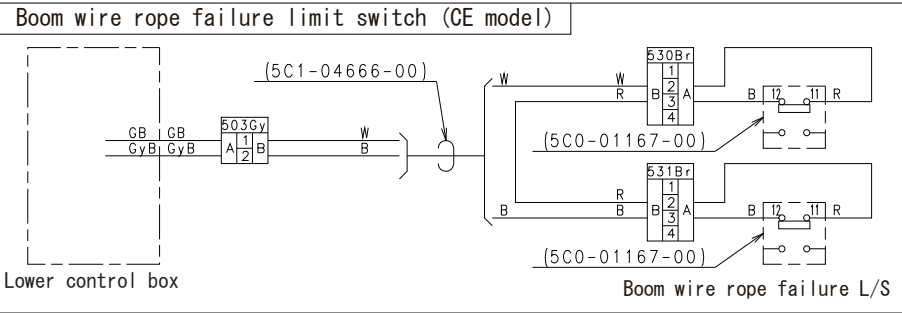 Boom wire rope failure limit switch (CE model)
(5C1-04666-00)
530Br
W W 1
R B 2 A
3 B 12 11 R
4
(5C0-01167-00)
503Gy
GB GB A 1 B W
GyB GyB 2 B
531Br
1
R B 2 A
B B 3 B 12 11 R
4
(5C0-01167-00)
Lower control box
Boom wire rope failure L/S